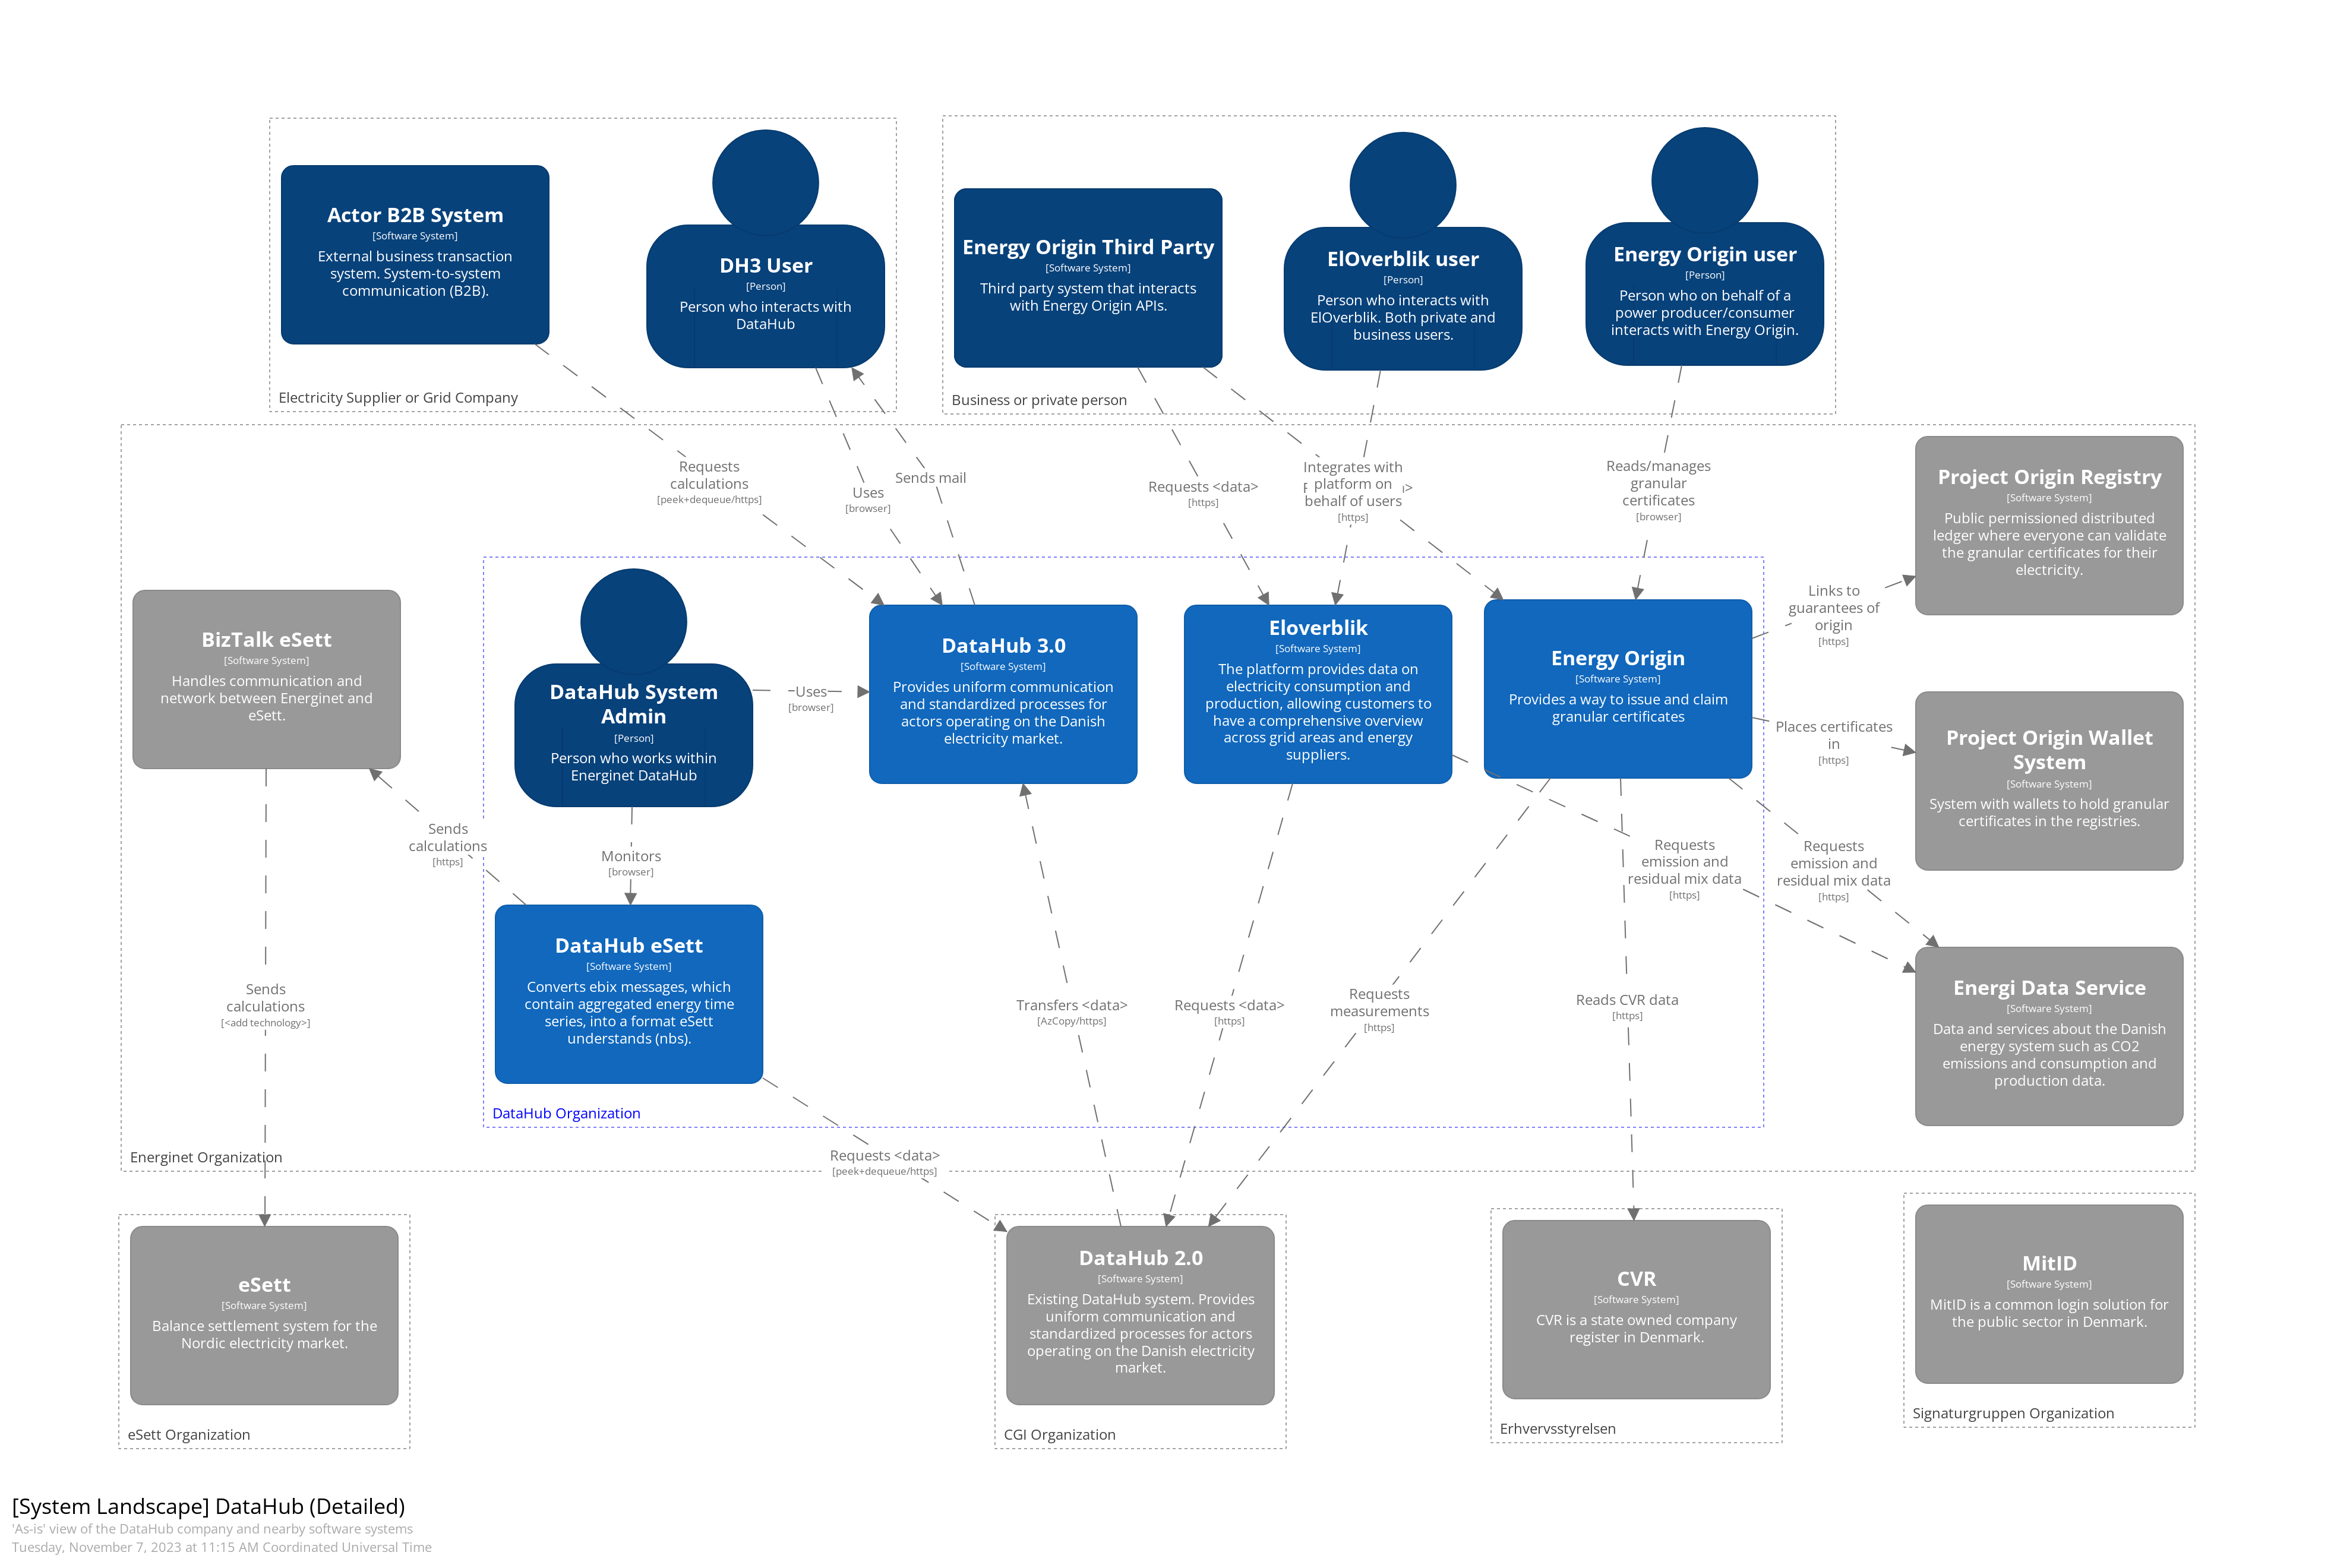 Actor B2B System
[Software System]
External business transaction
system. System-to-system
communication (B2B).
DH3 User
[Person]
Person who interacts with
DataHub
Electricity Supplier or Grid Company
Energy Origin Third Party
[Software System]
Third party system that interacts
with Energy Origin APIs.
ElOverblik user
[Person]
Person who interacts with
ElOverblik. Both private and
business users.
Energy Origin user
[Person]
Person who on behalf of a
power producer/consumer
interacts with Energy Origin.
Business or private person
Requests
calculations
[peek+dequeue/https]
Uses
[browser]
Sends mail
Requests <data>
[https]
Integrates with
platform on
behalf of users
[https]
Reads/manages
granular
certificates
[browser]
Project Origin Registry
[Software System]
Public permissioned distributed
ledger where everyone can validate
the granular certificates for their
electricity.
Links to
guarantees of
origin
[https]
BizTalk eSett
[Software System]
Handles communication and
network between Energinet and
eSett.
DataHub System
Admin
[Person]
Person who works within
Energinet DataHub
Uses
[browser]
DataHub 3.0
[Software System]
Provides uniform communication
and standardized processes for
actors operating on the Danish
electricity market.
Eloverblik
[Software System]
The platform provides data on
electricity consumption and
production, allowing customers to
have a comprehensive overview
across grid areas and energy
suppliers.
Energy Origin
[Software System]
Provides a way to issue and claim
granular certificates
Places certificates
in
[https]
Project Origin Wallet
System
[Software System]
System with wallets to hold granular
certificates in the registries.
Sends
calculations
[https]
Monitors
[browser]
Requests
emission and
residual mix data
[https]
Requests
emission and
residual mix data
[https]
DataHub eSett
[Software System]
Converts ebix messages, which
contain aggregated energy time
series, into a format eSett
understands (nbs).
Sends
calculations
[<add technology>]
Transfers <data>
[AzCopy/https]
Requests <data>
[https]
Requests
measurements
[https]
Reads CVR data
[https]
Energi Data Service
[Software System]
Data and services about the Danish
energy system such as CO2
emissions and consumption and
production data.
DataHub Organization
Energinet Organization
Requests <data>
[peek+dequeue/https]
eSett
[Software System]
Balance settlement system for the
Nordic electricity market.
eSett Organization
DataHub 2.0
[Software System]
Existing DataHub system. Provides
uniform communication and
standardized processes for actors
operating on the Danish electricity
market.
CGI Organization
CVR
[Software System]
CVR is a state owned company
register in Denmark.
Erhvervsstyrelsen
MitID
[Software System]
MitID is a common login solution for
the public sector in Denmark.
Signaturgruppen Organization
[System Landscape] DataHub (Detailed)
'As-is' view of the DataHub company and nearby software systems
Tuesday, November 7, 2023 at 11:15 AM Coordinated Universal Time